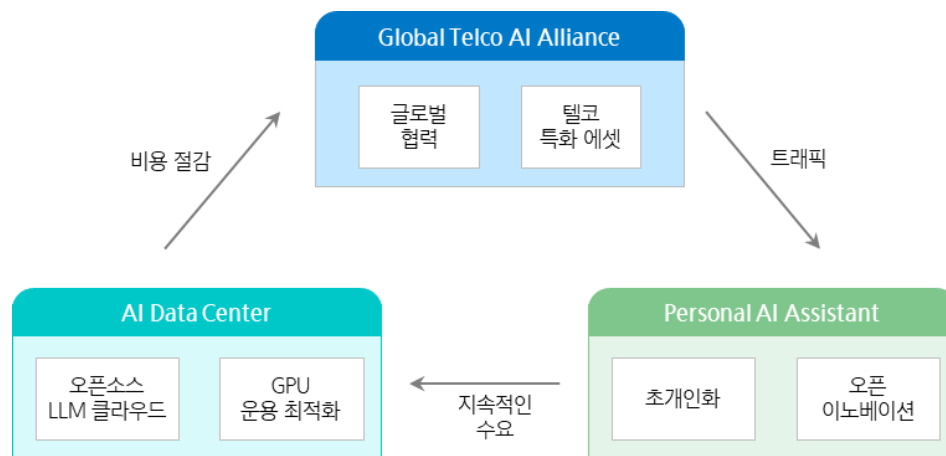 Global Telco AI Alliance
글로벌
협력
텔코
특화 에셋
비용 절감
트래픽
AI Data Center
오픈소스
LLM 클라우드
GPU
운용 최적화
지속적인
수요
Personal AI Assistant
초개인화
오픈
이노베이션